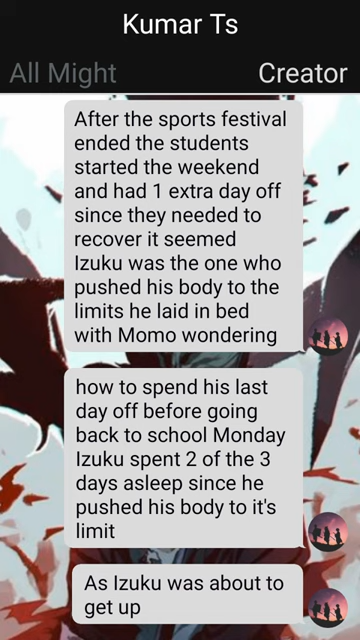 Kumar Ts
All Might
Creator
After the sports festival
ended the students
started the weekend
and had 1 extra day off
since they needed to
recover it seemed
Izuku was the one who
pushed his body to the
limits he laid in bed
with Momo wondering
how to spend his last
day off before going
back to school Monday
Izuku spent 2 of the 3
days asleep since he
pushed his body to it's
limit
As Izuku was about to
get up